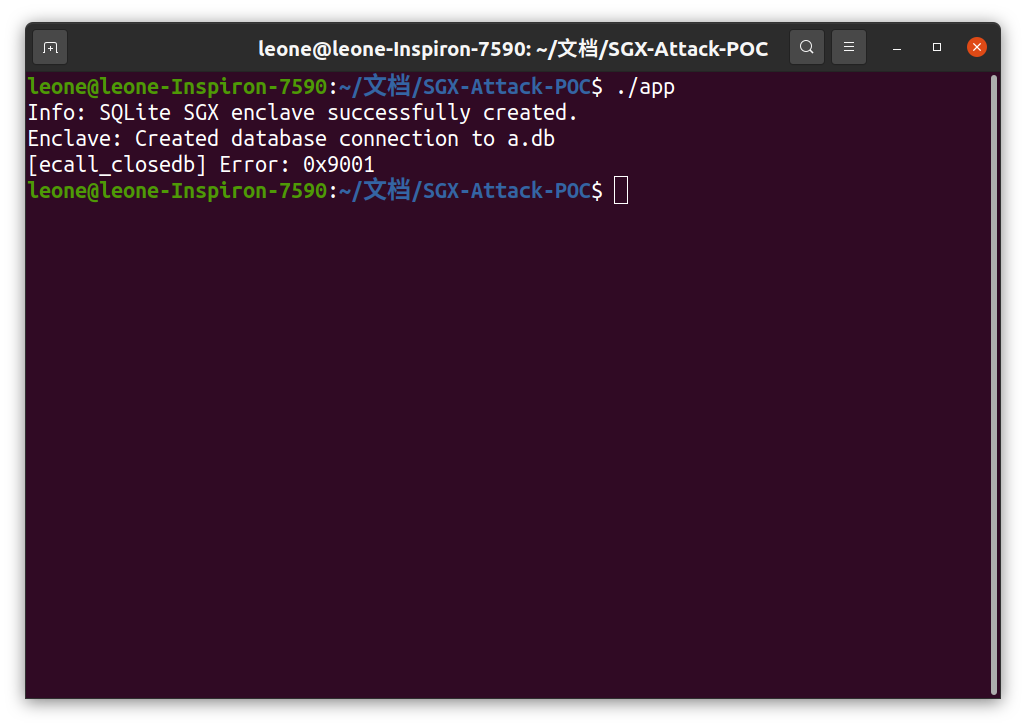 leone@leone-Inspiron-7590: ~/文档/SGX-Attack-POC
leone@leone-Inspiron-7590:~/文档/SGX-Attack-POC$ ./app
Info: SQLite SGX enclave successfully created.
Enclave: Created database connection to a.db
[ecall_closedb] Error: 0x9001
leone@leone-Inspiron-7590:~/文档/SGX-Attack-POC$